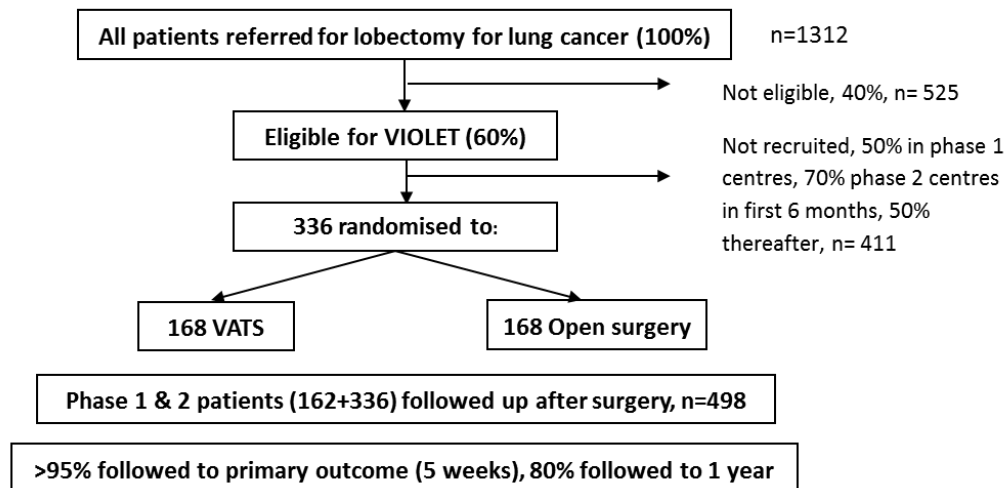 All patients referred for lobectomy for lung cancer (100%)
n=1312
Not eligible, 40%, n= 525
Eligible for VIOLET (60%)
Not recruited, 50% in phase 1
centres, 70% phase 2 centres
in first 6 months, 50%
thereafter, n= 411
336 randomised to:
168 VATS
168 Open surgery
Phase 1 & 2 patients (162+336) followed up after surgery, n=498
>95% followed to primary outcome (5 weeks), 80% followed to 1 year